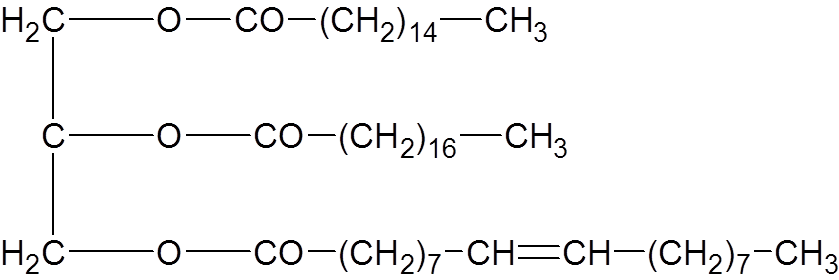 H₂C—O—CO—(CH₂)₁₄—CH₃
C—O—CO—(CH₂)₁₆—CH₃
H₂C—O—CO—(CH₂)₇—CH=CH—(CH₂)₇—CH₃